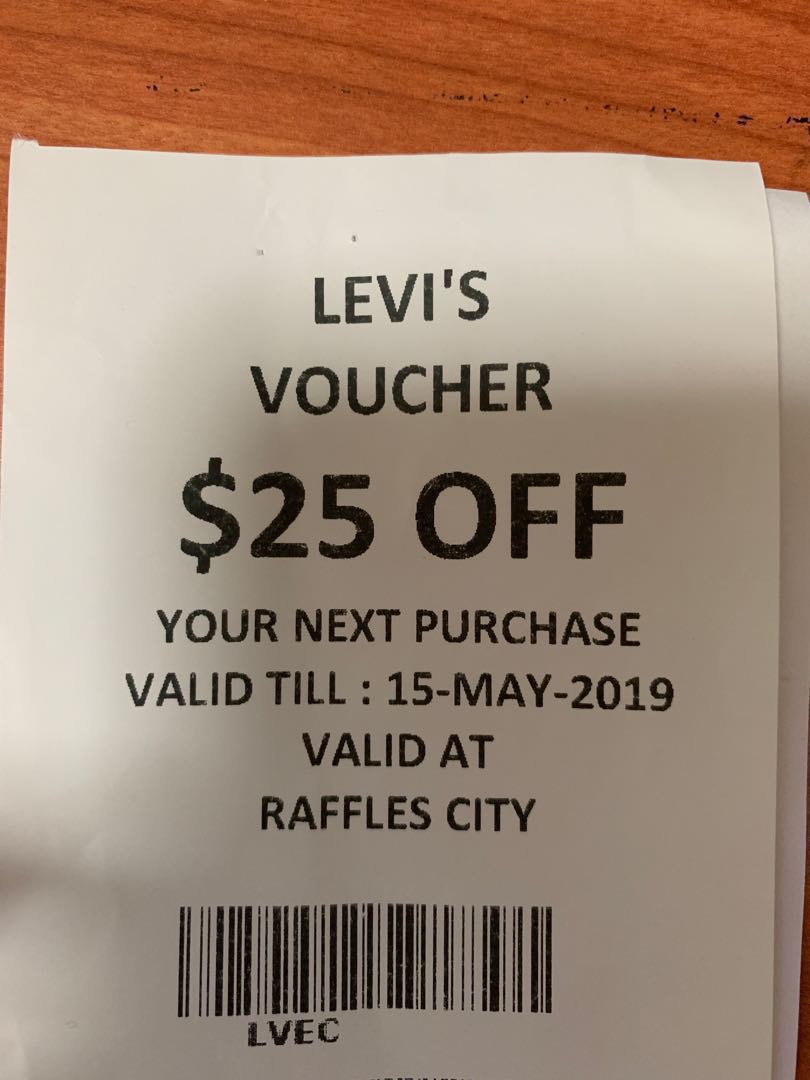 LEVI'S
VOUCHER
$25 OFF
YOUR NEXT PURCHASE
VALID TILL : 15-MAY-2019
VALID AT
RAFFLES CITY
LVEC